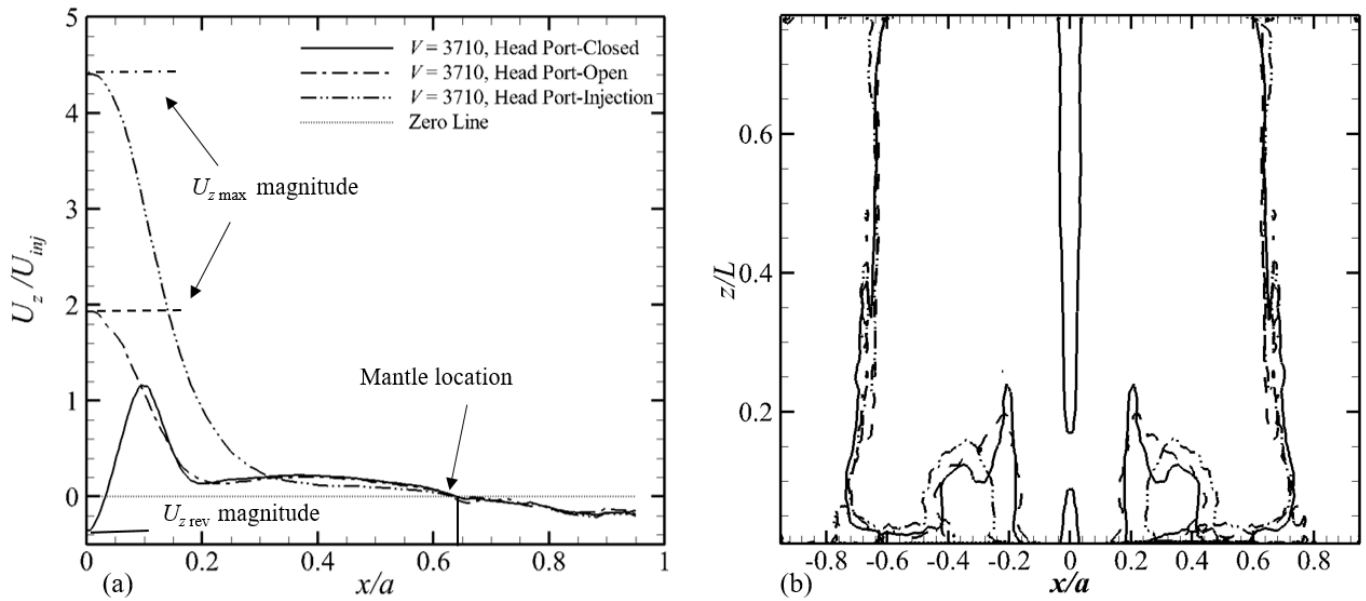 5
4
3
2
1
0
U_z /U_inj
V = 3710, Head Port-Closed
V = 3710, Head Port-Open
V = 3710, Head Port-Injection
Zero Line
U_z max magnitude
Mantle location
U_z rev magnitude
0 0.2 0.4 0.6 0.8 1
(a) x/a
0.6
0.4
0.2
z/L
-0.8 -0.6 -0.4 -0.2 0 0.2 0.4 0.6 0.8
(b) x/a